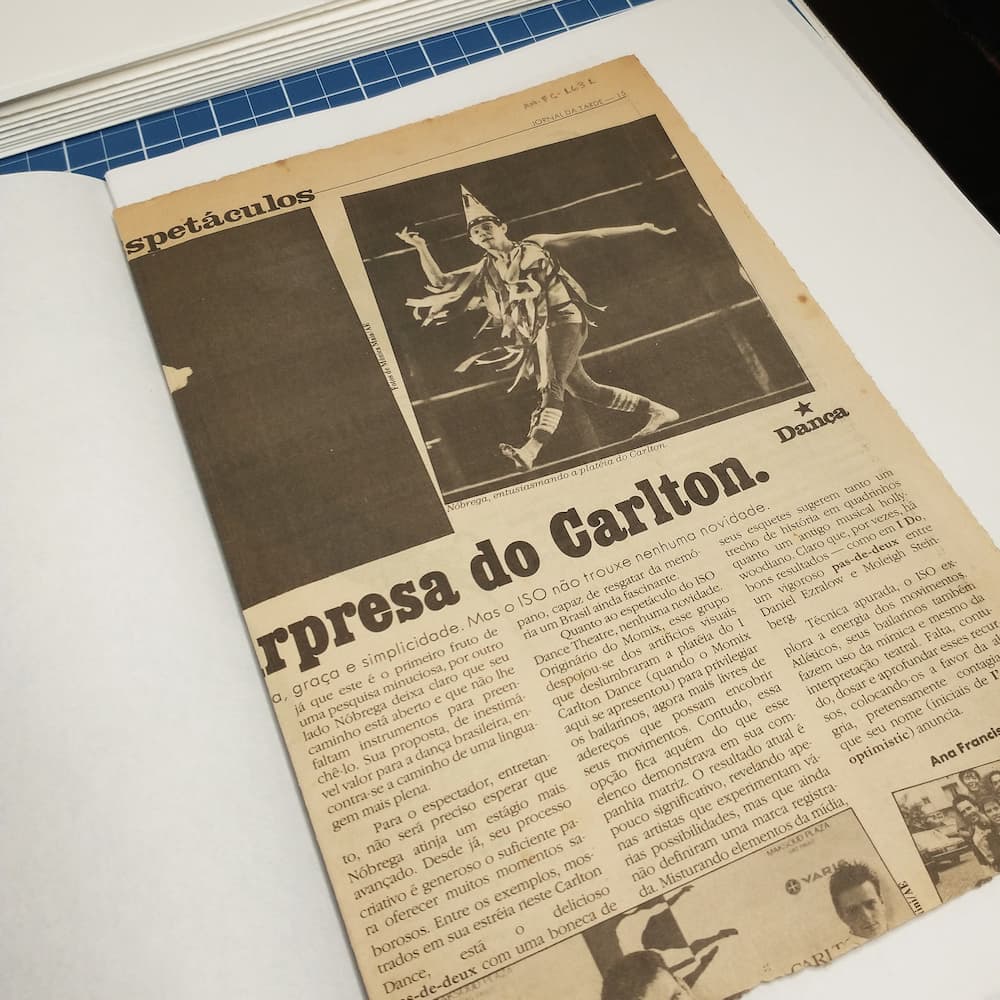 JORNAL DA TARDE — 15
spetáculos
Fotos de Mônica Maia/AE
Nóbrega, entusiasmando a platéia do Carlton.
Dança
rpresa do Carlton.
a, graça e simplicidade. Mas o ISO não trouxe nenhuma novidade.
já que este é o primeiro fruto de
uma pesquisa minuciosa, por outro
lado Nóbrega deixa claro que seu
caminho está aberto e que não lhe
faltam instrumentos para preen-
chê-lo. Sua proposta, de inestimá-
vel valor para a dança brasileira, en-
contra-se a caminho de uma lingua-
gem mais plena.
Para o espectador, entretan-
to, não será preciso esperar que
Nóbrega atinja um estágio mais
avançado. Desde já, seu processo
criativo é generoso o suficiente pa-
rá oferecer muitos momentos sa-
borosos. Entre os exemplos, mos-
trados em sua estréia neste Carlton
Dance, está o delicioso
s-de-deux com uma boneca de
pano, capaz de resgatar da memó-
ria um Brasil ainda fascinante.
Quanto ao espetáculo do ISO
Dance Theatre, nenhuma novidade.
Originário do Momix, esse grupo
despojou-se dos artifícios visuais
que deslumbraram a platéia do I
Carlton Dance (quando o Momix
aqui se apresentou) para privilegiar
os bailarinos, agora mais livres de
adereços que possam encobrir
seus movimentos. Contudo, essa
opção fica aquém do que esse
elenco demonstrava em sua com-
panhia matriz. O resultado atual é
pouco significativo, revelando ape-
nas artistas que experimentam vá-
rias possibilidades, mas que ainda
não definiram uma marca registra-
da. Misturando elementos da mídia,
seus esquetes sugerem tanto um
trecho de história em quadrinhos
quanto um antigo musical holly-
woodiano. Claro que, por vezes, há
bons resultados — como em I Do,
um vigoroso pas-de-deux entre
Daniel Ezralow e Moleigh Stein-
berg.
Técnica apurada, o ISO ex-
plora a energia dos movimentos.
Atléticos, seus bailarinos também
fazem uso da mímica e mesmo da
interpretação teatral. Falta, contu-
do, dosar e aprofundar esses recur
sos, colocando-os a favor da ale-
gria, pretensamente contagia
que seu nome (iniciais de I
optimistic) anuncia.
Ana Francis
MAKSOUD PLAZA
VARI
CARLT
ini/AE